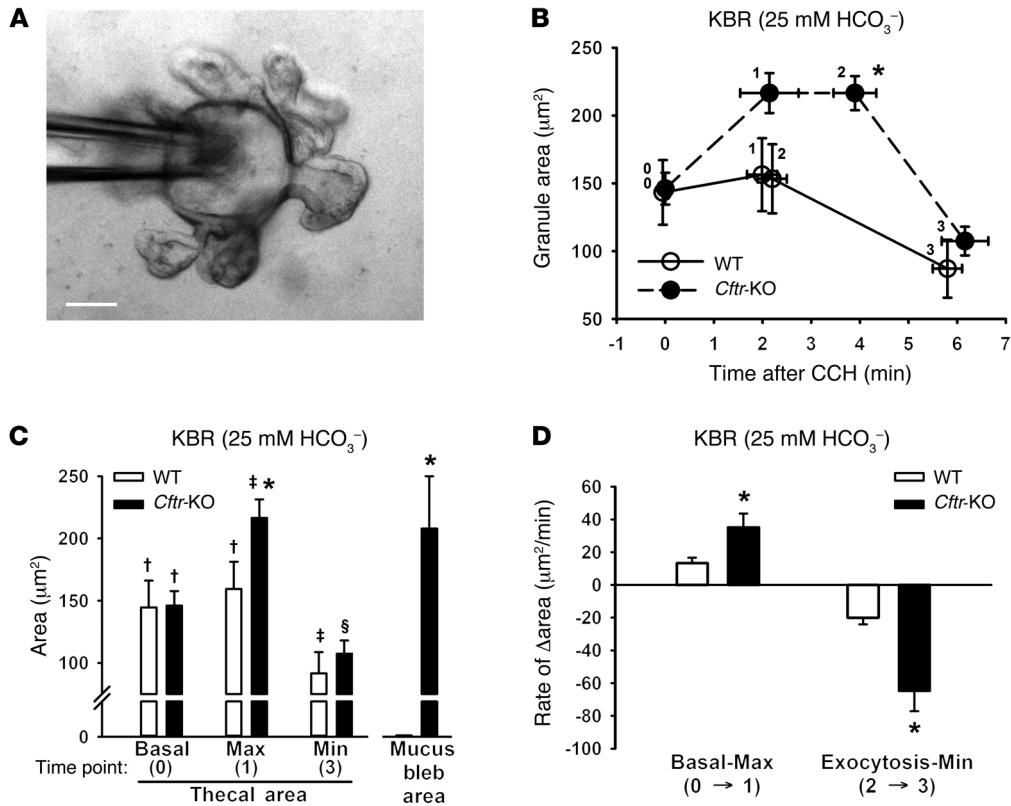 A
B
KBR (25 mM HCO₃⁻)
Granule area (μm²)
250
200
150
100
50
1
2
*
0
0
1
2
3
3
WT
Cftr-KO
-1 0 1 2 3 4 5 6 7
Time after CCH (min)
C
KBR (25 mM HCO₃⁻)
WT
Cftr-KO
Area (μm²)
250
200
150
100
0
† † † ‡ * ‡ § *
Basal Max Min Mucus
Time point: (0) (1) (3) bleb
Thecal area area
D
KBR (25 mM HCO₃⁻)
WT
Cftr-KO
Rate of Δarea (μm²/min)
60
40
20
0
-20
-40
-60
-80
-100
*
*
Basal-Max Exocytosis-Min
(0 → 1) (2 → 3)